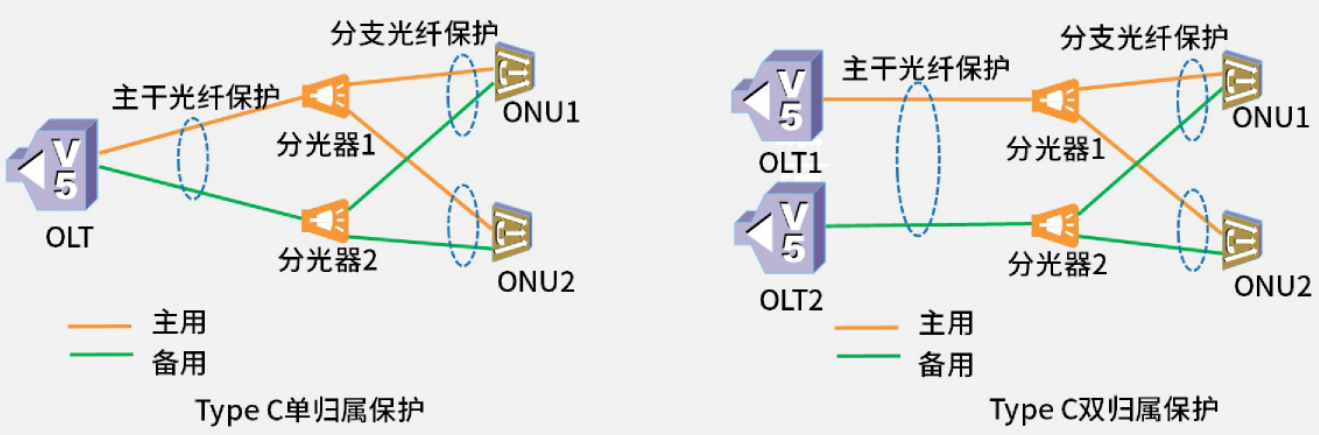 分支光纤保护
主干光纤保护
V
5
OLT
分光器1
分光器2
ONU1
ONU2
主用
备用
Type C单归属保护
分支光纤保护
主干光纤保护
V
5
OLT1
V
5
OLT2
分光器1
分光器2
ONU1
ONU2
主用
备用
Type C双归属保护